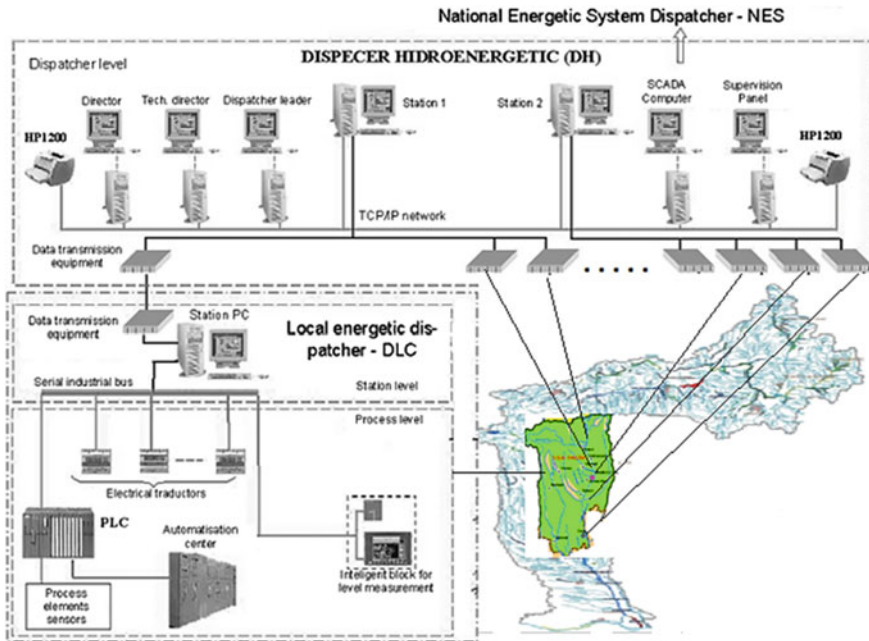 National Energetic System Dispatcher - NES
DISPECER HIDROENERGETIC (DH)
Dispatcher level
Director
Tech. director
Dispatcher leader
Station 1
Station 2
SCADA
Computer
Supervision
Panel
HP1200
HP1200
TCP/IP network
Data transmission
equipment
Data transmission
equipment
Station PC
Local energetic dis-
patcher - DLC
Serial industrial bus
Station level
Process level
Electrical traductors
PLC
Automatisation
center
Inteligent block for
level measurement
Process
elements
sensors